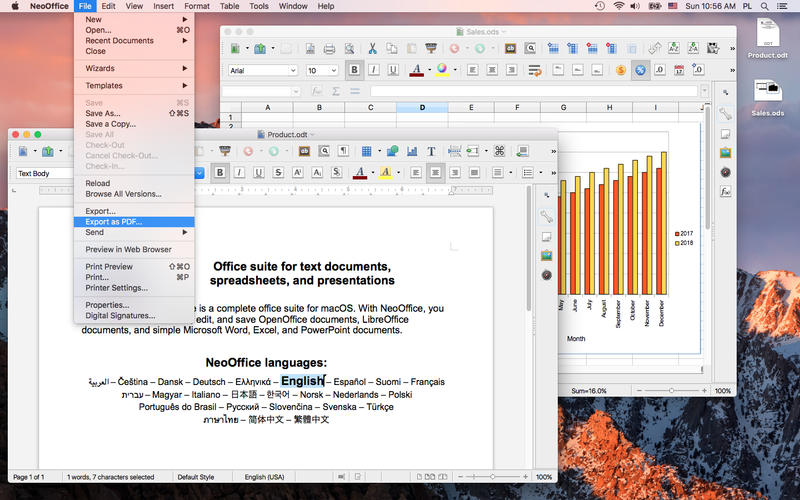 NeoOffice File Edit View Insert Format Table Tools Window Help Sun 10:56 AM PL
New
Open... ⌘O
Recent Documents
Close
Wizards
Templates
Save ⌘S
Save As... ⇧⌘S
Save a Copy...
Save All
Check-Out
Cancel Check-Out...
Check-In...
Reload
Browse All Versions...
Export...
Export as PDF...
Send
Preview in Web Browser
Print Preview ⇧⌘O
Print... ⌘P
Printer Settings...
Properties...
Digital Signatures...
Sales.ods
Arial 10
A B C D E F G H I
1
2
May June July August September October November December
Month
2017
2018
Sum=16.0% 100%
Product.odt
Sales.ods
Product.odt
Text Body
Office suite for text documents,
spreadsheets, and presentations
is a complete office suite for macOS. With NeoOffice, you
edit, and save OpenOffice documents, LibreOffice
documents, and simple Microsoft Word, Excel, and PowerPoint documents.
NeoOffice languages:
العربية – Čeština – Dansk – Deutsch – Ελληνικά – English – Español – Suomi – Français
עברית – Magyar – Italiano – 日本語 – 한국어 – Norsk – Nederlands – Polski
Português do Brasil – Русский – Slovenčina – Svenska – Türkçe
ภาษาไทย – 简体中文 – 繁體中文
Page 1 of 1 1 words, 7 characters selected Default Style English (USA) 100%